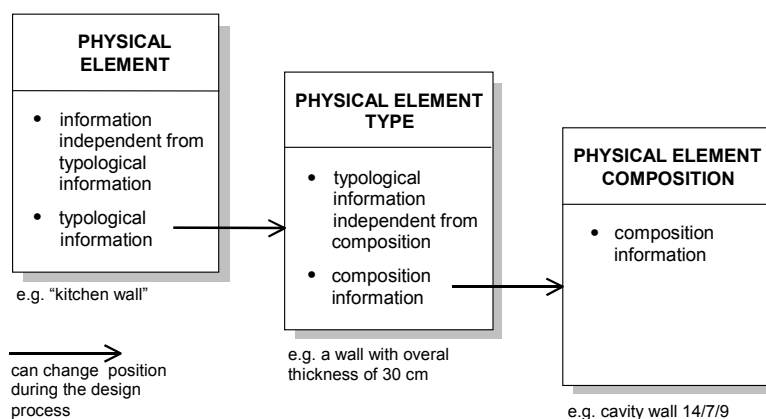 PHYSICAL
ELEMENT
• information
independent from
typological
information
• typological
information
e.g. “kitchen wall”
PHYSICAL ELEMENT
TYPE
• typological
information
independent from
composition
• composition
information
e.g. a wall with overal
thickness of 30 cm
PHYSICAL ELEMENT
COMPOSITION
• composition
information
e.g. cavity wall 14/7/9
can change position
during the design
process